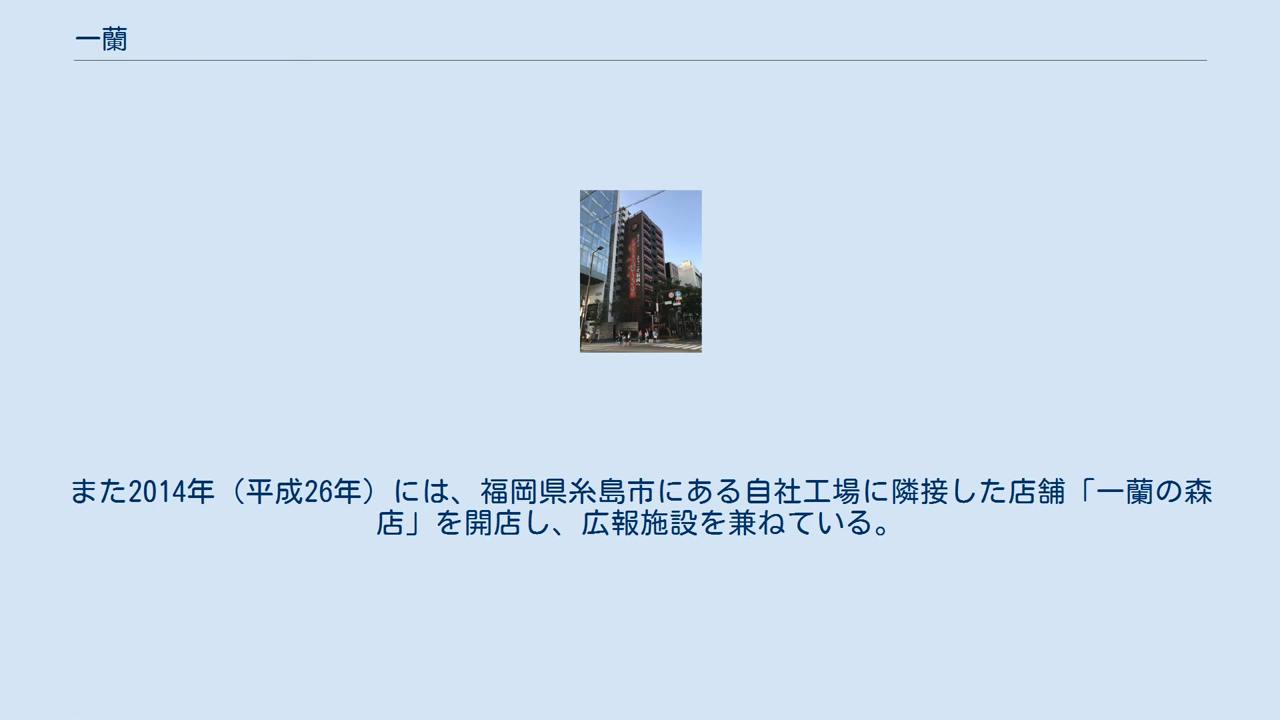 一蘭
また2014年（平成26年）には、福岡県糸島市にある自社工場に隣接した店舗「一蘭の森
店」を開店し、広報施設を兼ねている。